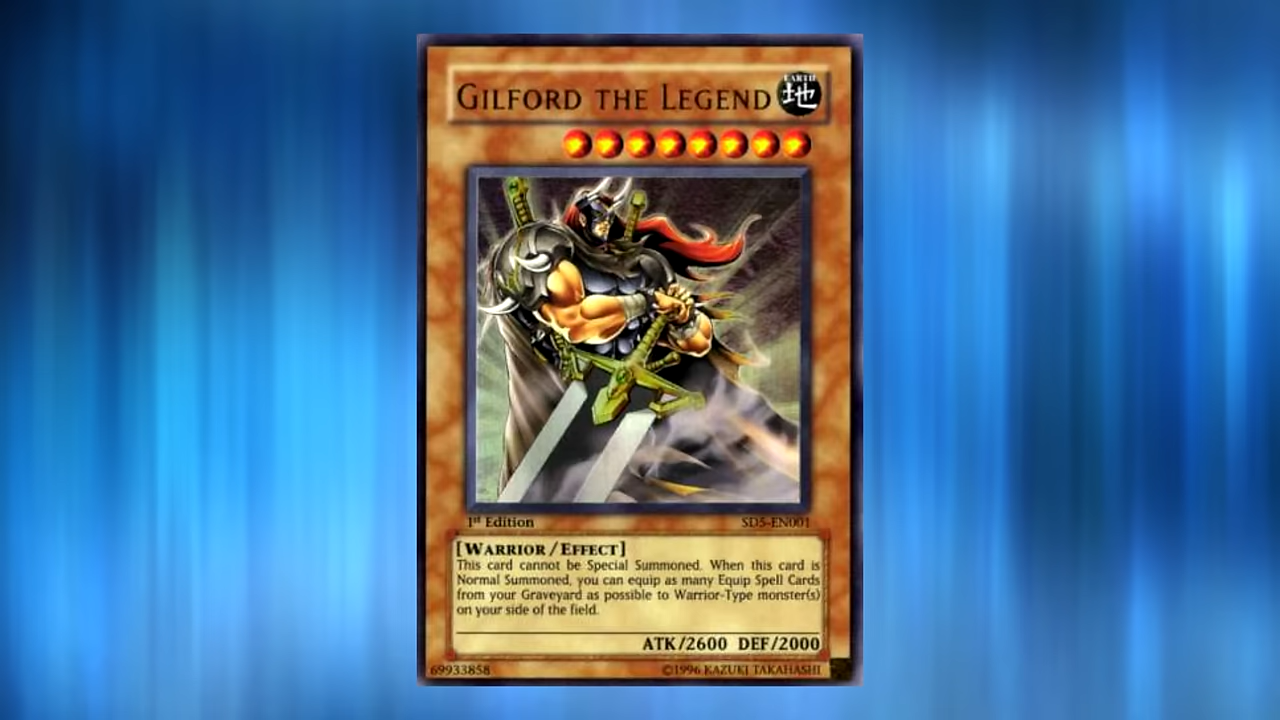 GILFORD THE LEGEND
EARTH
地
1st Edition
SD5-EN001
[WARRIOR/EFFECT]
This card cannot be Special Summoned. When this card is
Normal Summoned, you can equip as many Equip Spell Cards
from your Graveyard as possible to Warrior-Type monster(s)
on your side of the field.
ATK/2600 DEF/2000
69933858
©1996 KAZUKI TAKAHASHI